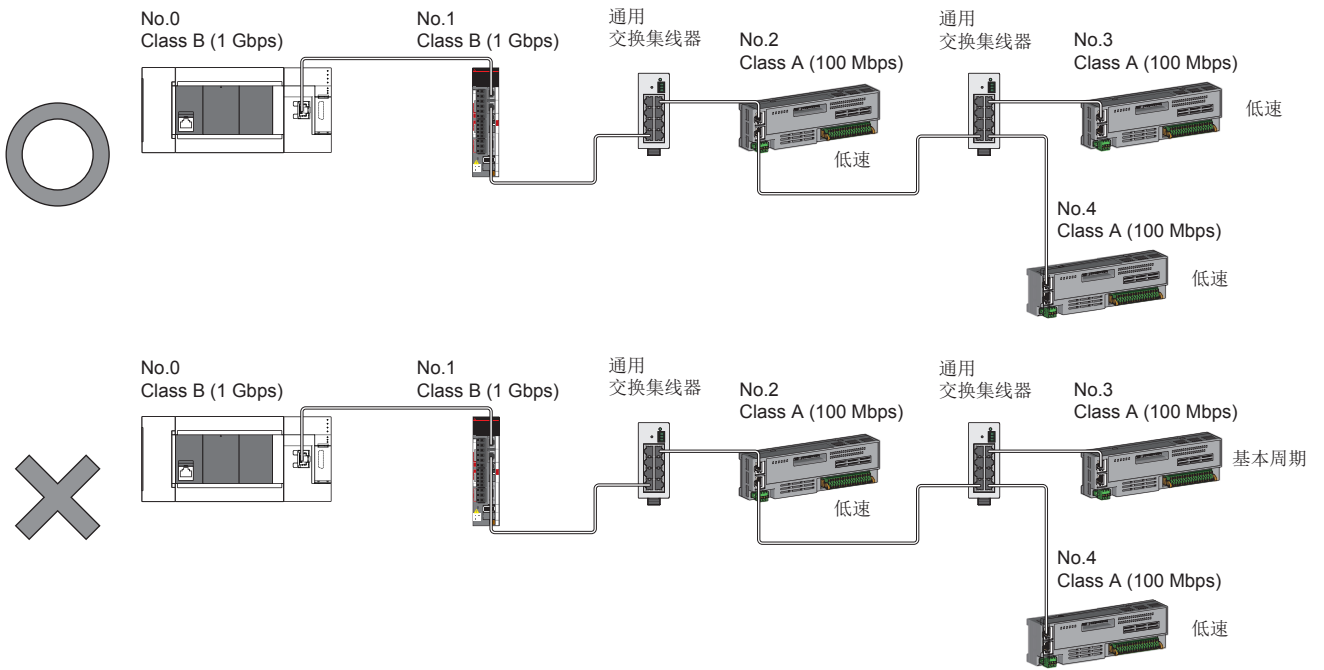 No.0
Class B (1 Gbps)
No.1
Class B (1 Gbps)
通用
交换集线器
No.2
Class A (100 Mbps)
低速
通用
交换集线器
No.3
Class A (100 Mbps)
低速
No.4
Class A (100 Mbps)
低速
No.0
Class B (1 Gbps)
No.1
Class B (1 Gbps)
通用
交换集线器
No.2
Class A (100 Mbps)
低速
通用
交换集线器
No.3
Class A (100 Mbps)
基本周期
No.4
Class A (100 Mbps)
低速